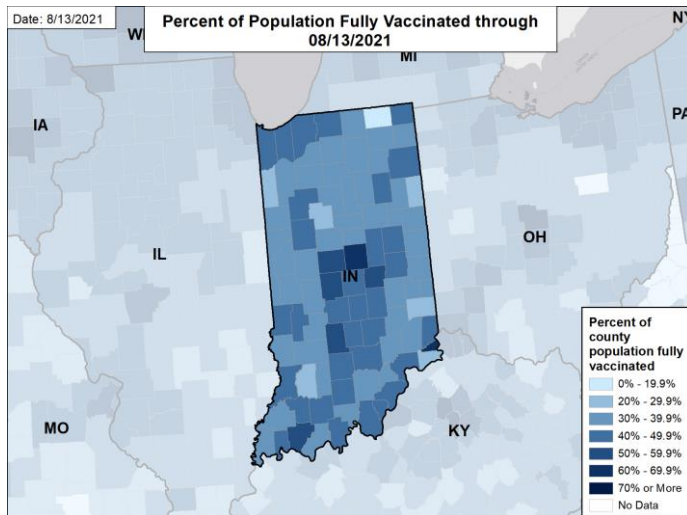 Date: 8/13/2021
Percent of Population Fully Vaccinated through
08/13/2021
WI
MI
NY
IA
PA
IL
IN
OH
MO
KY
Percent of
county
population fully
vaccinated
0% - 19.9%
20% - 29.9%
30% - 39.9%
40% - 49.9%
50% - 59.9%
60% - 69.9%
70% or More
No Data